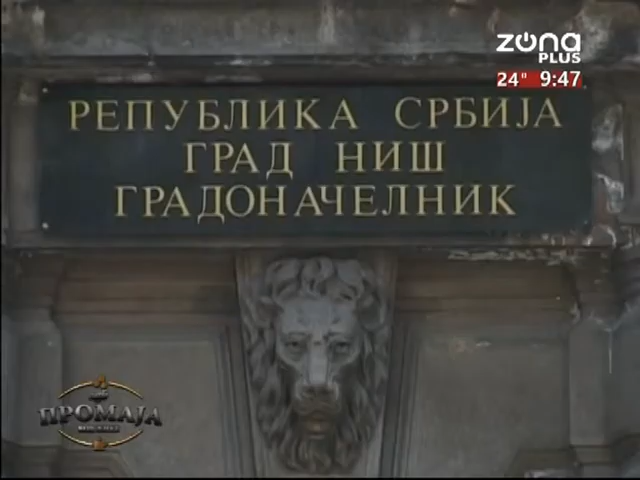 zona
PLUS
24° 9:47
РЕПУБЛИКА СРБИЈА
ГРАД НИШ
ГРАДОНАЧЕЛНИК
ПРОМАЈА